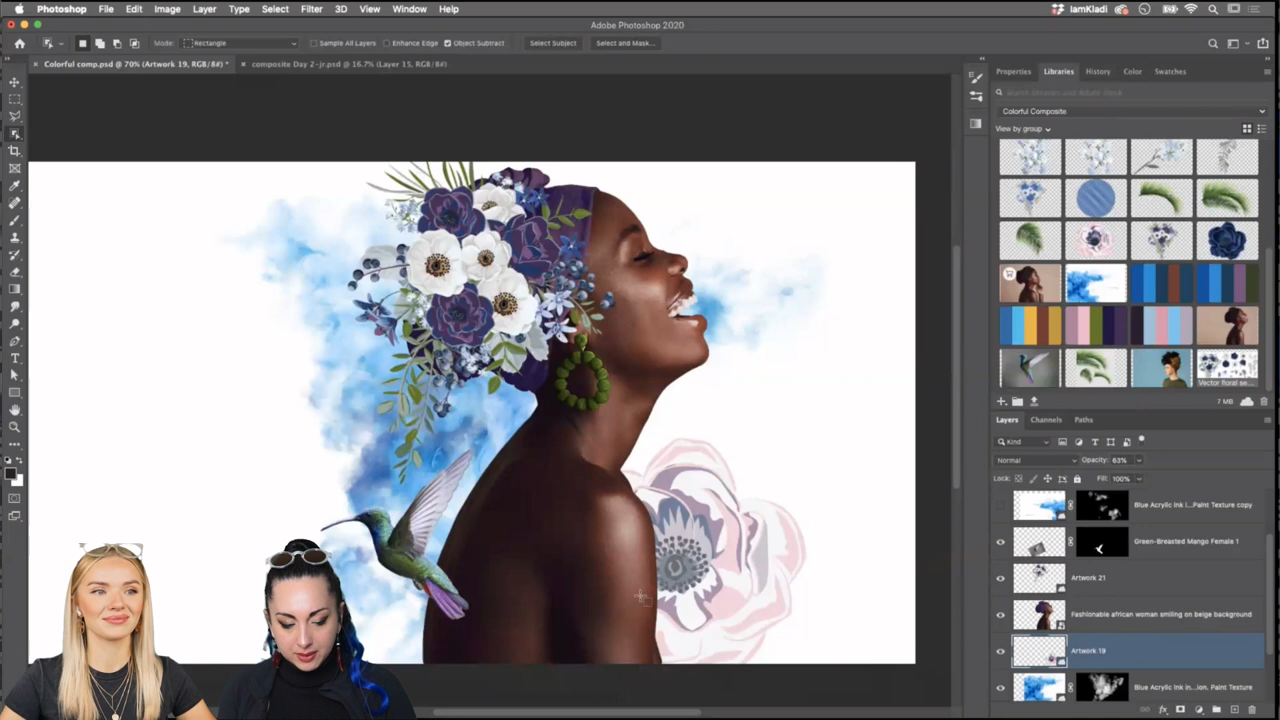 Photoshop File Edit Image Layer Type Select Filter 3D View Window Help IamKladi
Adobe Photoshop 2020
Mode: Rectangle Sample All Layers Enhance Edge Object Subtract Select Subject Select and Mask...
Colorful comp.psd @ 70% (Artwork 19, RGB/8#) * composite Day 2-jr.psd @ 16.7% (Layer 15, RGB/8#)
Properties Libraries History Color Swatches
Colorful Composite
View by group
Vector floral se...
7 MB
Layers Channels Paths
Kind
Normal Opacity: 63%
Lock: Fill: 100%
Blue Acrylic Ink I...Paint Texture copy
Green-Breasted Mango Female 1
Artwork 21
Fashionable african woman smiling on beige background
Artwork 19
Blue Acrylic Ink in...ion. Paint Texture